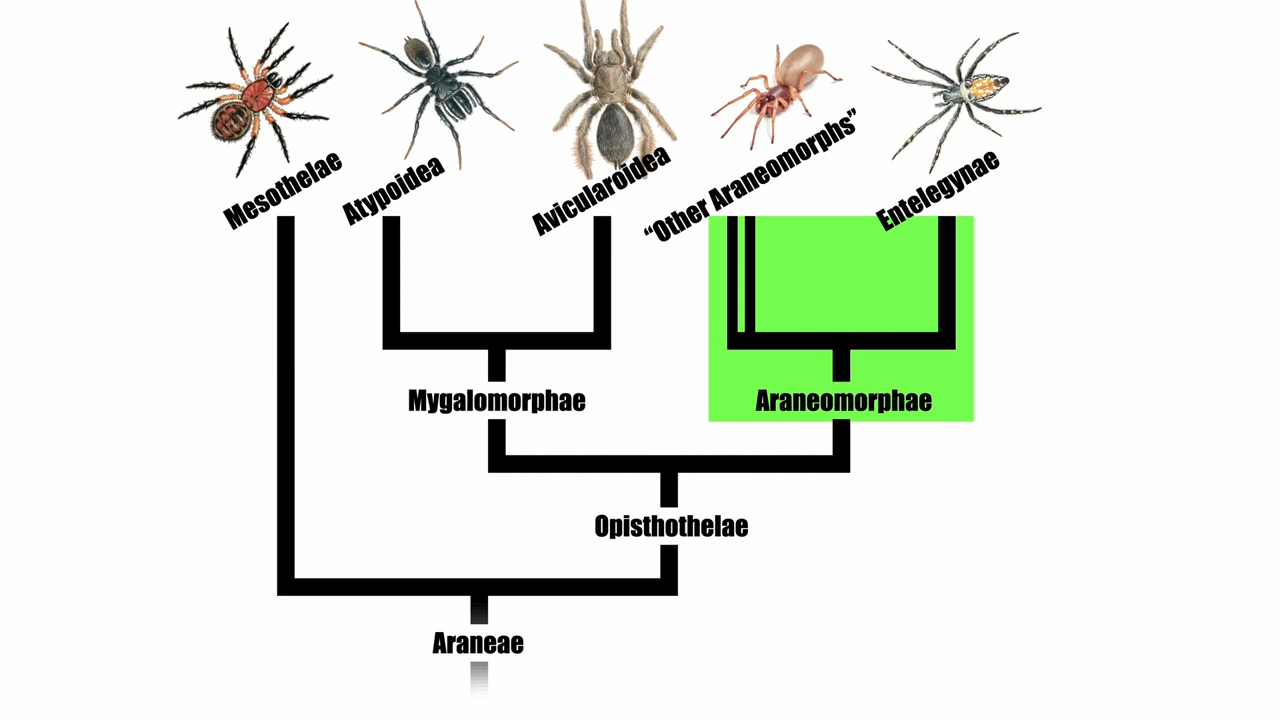 Mesothelae
Atypoidea
Avicularoidea
“Other Araneomorphs”
Entelegynae
Mygalomorphae
Araneomorphae
Opisthothelae
Araneae